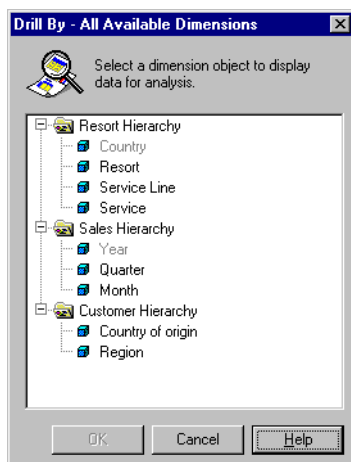 Drill By - All Available Dimensions
Select a dimension object to display
data for analysis.
Resort Hierarchy
Country
Resort
Service Line
Service
Sales Hierarchy
Year
Quarter
Month
Customer Hierarchy
Country of origin
Region
OK
Cancel
Help